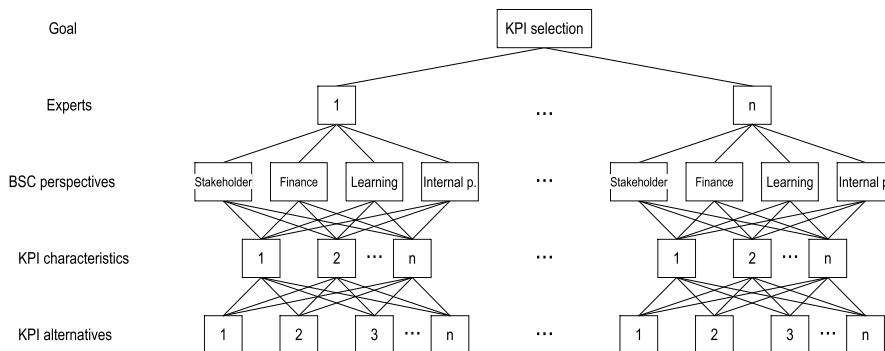 Goal KPI selection
Experts 1 ... n
BSC perspectives Stakeholder Finance Learning Internal p. ... Stakeholder Finance Learning Internal p
KPI characteristics 1 2 ... n ... 1 2 ... n
KPI alternatives 1 2 3 ... n ... 1 2 3 ... n